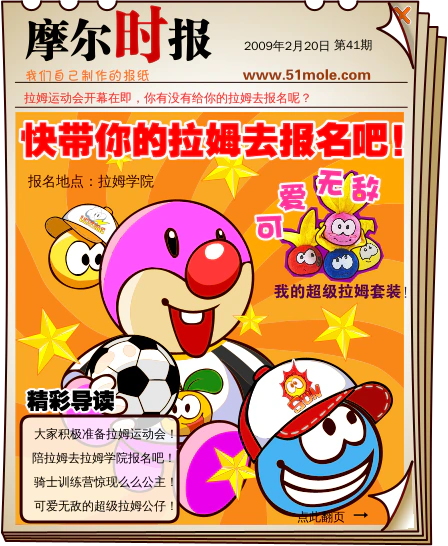 摩尔时报
2009年2月20日 第41期
我们自己制作的报纸
www.51mole.com
拉姆运动会开幕在即，你有没有给你的拉姆去报名呢？
快带你的拉姆去报名吧！
报名地点：拉姆学院
可爱无敌
我的超级拉姆套装！
精彩导读
大家积极准备拉姆运动会！
陪拉姆去拉姆学院报名吧！
骑士训练营惊现么么公主！
可爱无敌的超级拉姆公仔！
点此翻页 →